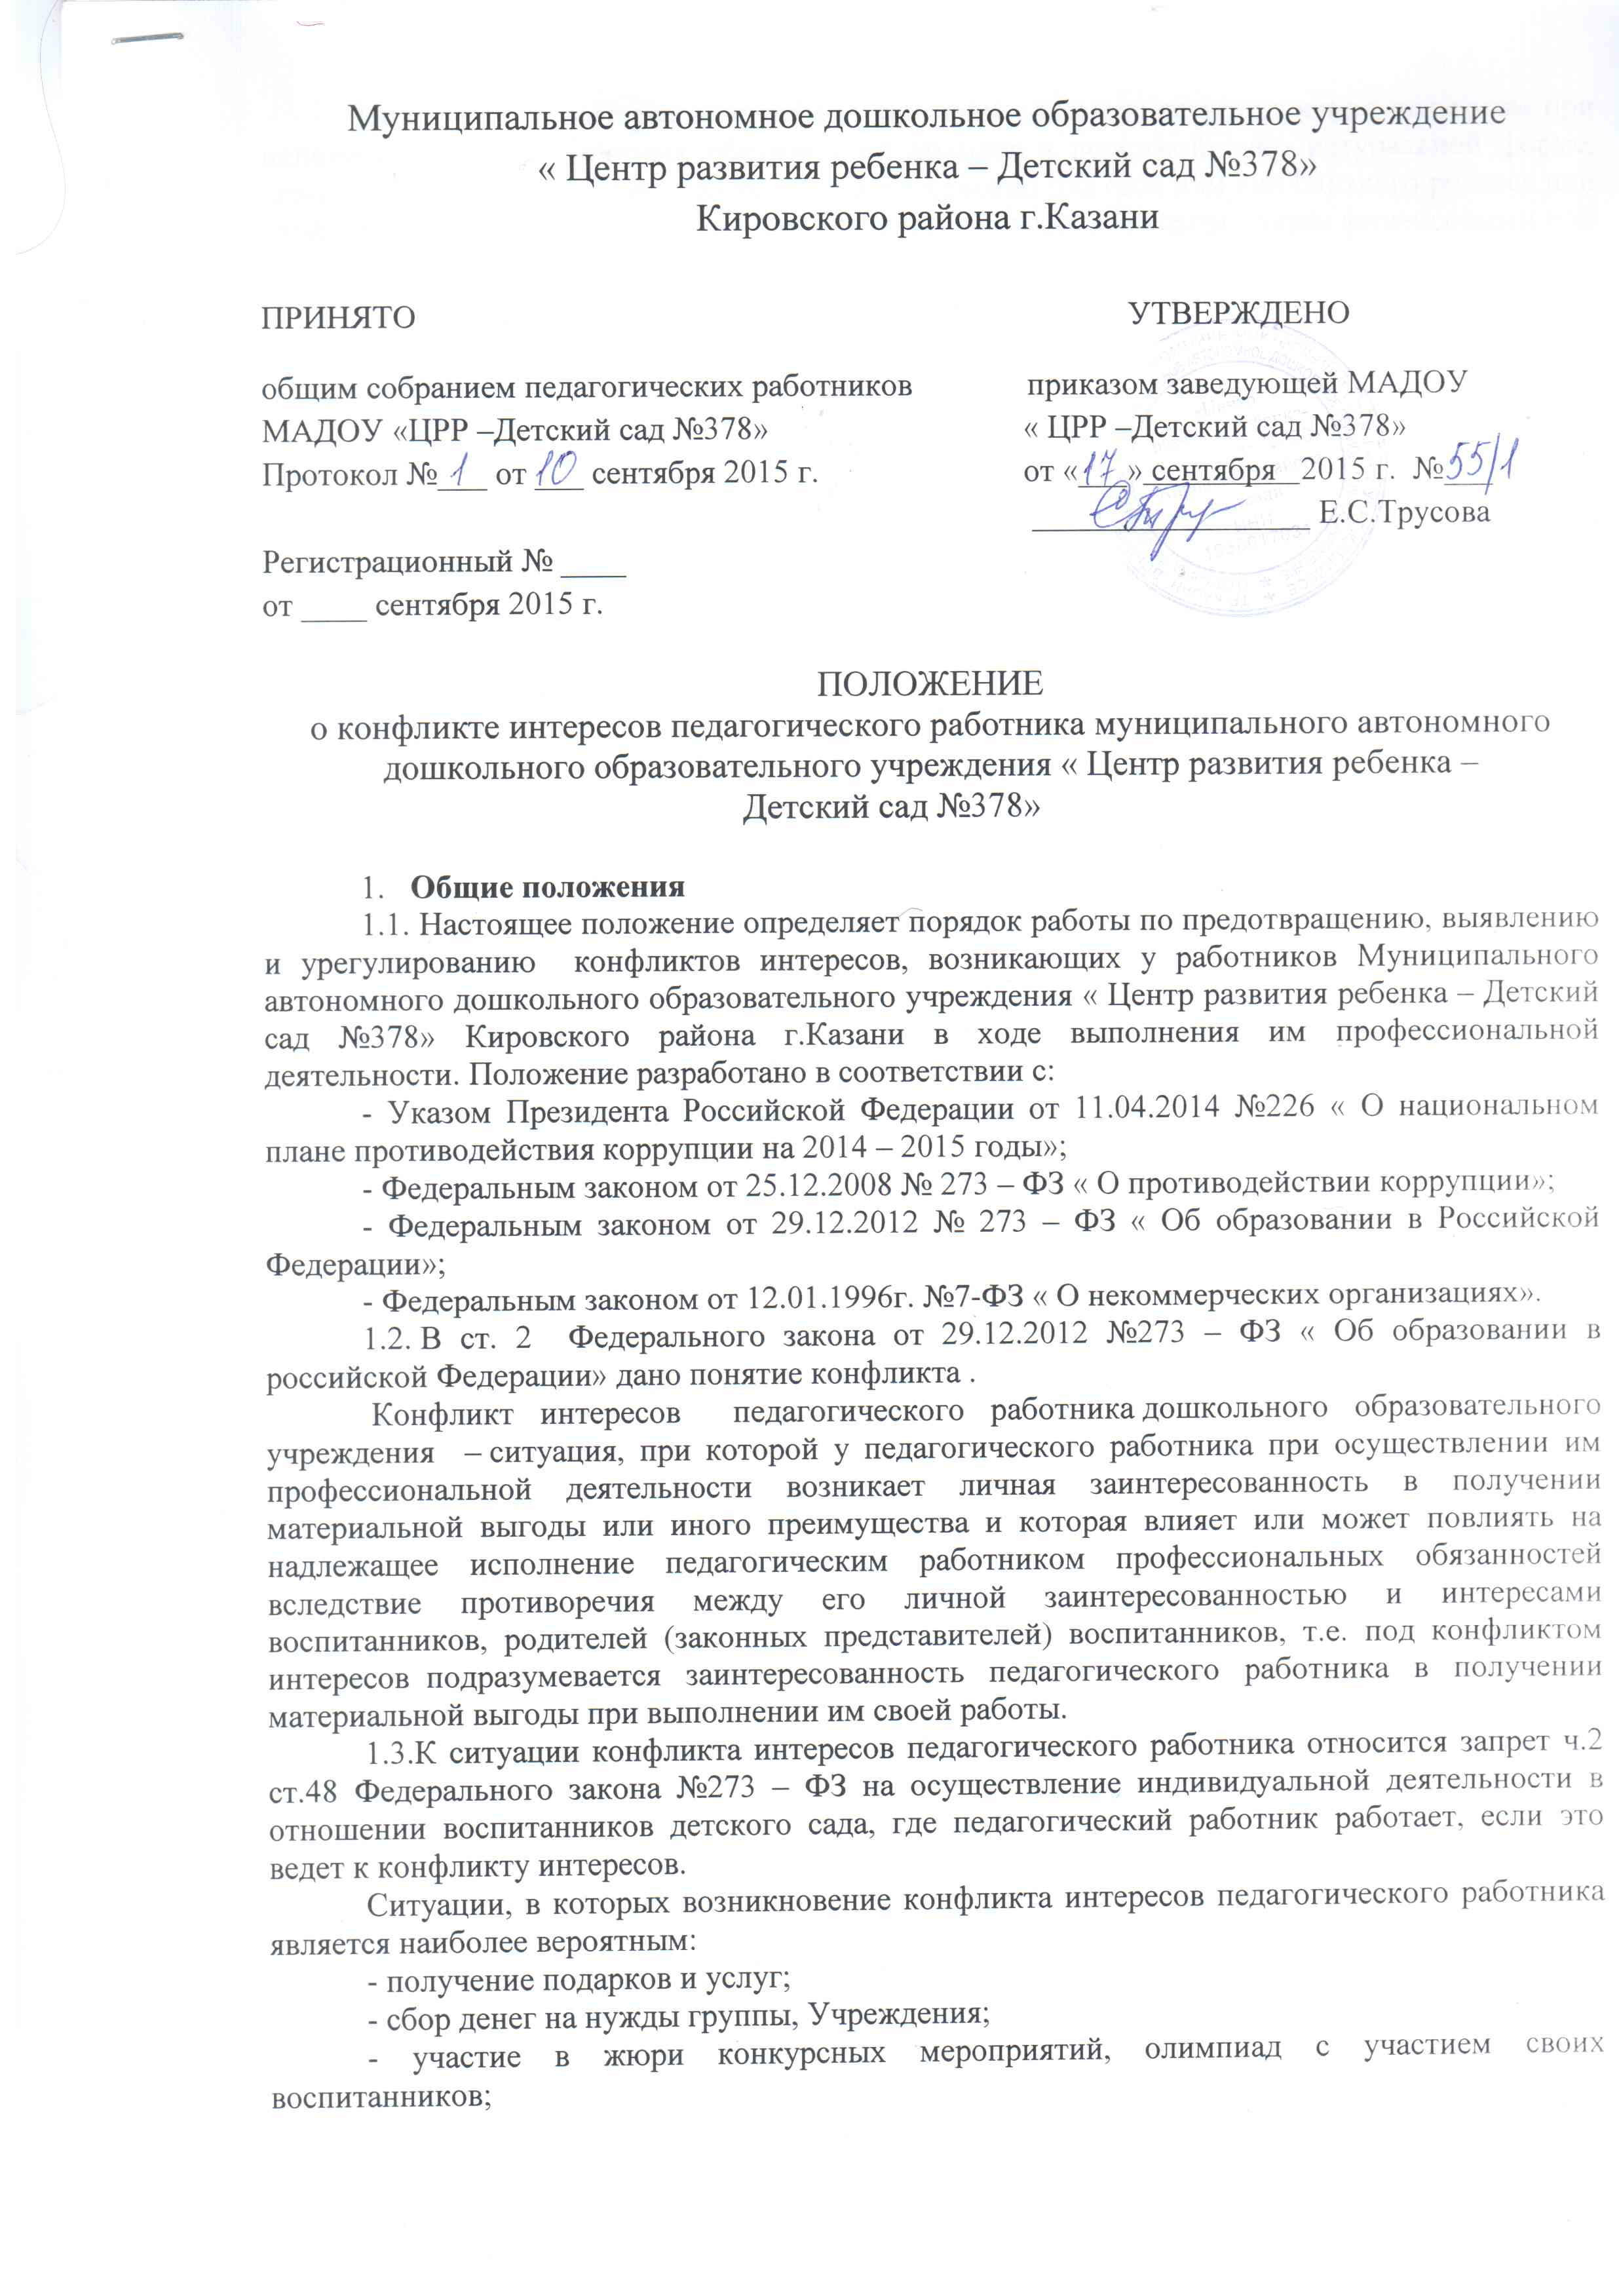 Муниципальное автономное дошкольное образовательное учреждение
« Центр развития ребенка – Детский сад №378»
Кировского района г.Казани
ПРИНЯТО
общим собранием педагогических работников
МАДОУ «ЦРР –Детский сад №378»
Протокол № 1 от 10 сентября 2015 г.
Регистрационный № ____
от ____ сентября 2015 г.
УТВЕРЖДЕНО
приказом заведующей МАДОУ
« ЦРР –Детский сад №378»
от «17» сентября 2015 г. №55/1
Е.С.Трусова
ПОЛОЖЕНИЕ
о конфликте интересов педагогического работника муниципального автономного
дошкольного образовательного учреждения « Центр развития ребенка –
Детский сад №378»
1. Общие положения
1.1. Настоящее положение определяет порядок работы по предотвращению, выявлению
и урегулированию конфликтов интересов, возникающих у работников Муниципального
автономного дошкольного образовательного учреждения « Центр развития ребенка – Детский
сад №378» Кировского района г.Казани в ходе выполнения им профессиональной
деятельности. Положение разработано в соответствии с:
- Указом Президента Российской Федерации от 11.04.2014 №226 « О национальном
плане противодействия коррупции на 2014 – 2015 годы»;
- Федеральным законом от 25.12.2008 № 273 – ФЗ « О противодействии коррупции»;
- Федеральным законом от 29.12.2012 № 273 – ФЗ « Об образовании в Российской
Федерации»;
- Федеральным законом от 12.01.1996г. №7-ФЗ « О некоммерческих организациях».
1.2. В ст. 2 Федерального закона от 29.12.2012 №273 – ФЗ « Об образовании в
российской Федерации» дано понятие конфликта .
Конфликт интересов педагогического работника дошкольного образовательного
учреждения – ситуация, при которой у педагогического работника при осуществлении им
профессиональной деятельности возникает личная заинтересованность в получении
материальной выгоды или иного преимущества и которая влияет или может повлиять на
надлежащее исполнение педагогическим работником профессиональных обязанностей
вследствие противоречия между его личной заинтересованностью и интересами
воспитанников, родителей (законных представителей) воспитанников, т.е. под конфликтом
интересов подразумевается заинтересованность педагогического работника в получении
материальной выгоды при выполнении им своей работы.
1.3.К ситуации конфликта интересов педагогического работника относится запрет ч.2
ст.48 Федерального закона №273 – ФЗ на осуществление индивидуальной деятельности в
отношении воспитанников детского сада, где педагогический работник работает, если это
ведет к конфликту интересов.
Ситуации, в которых возникновение конфликта интересов педагогического работника
является наиболее вероятным:
- получение подарков и услуг;
- сбор денег на нужды группы, Учреждения;
- участие в жюри конкурсных мероприятий, олимпиад с участием своих
воспитанников;